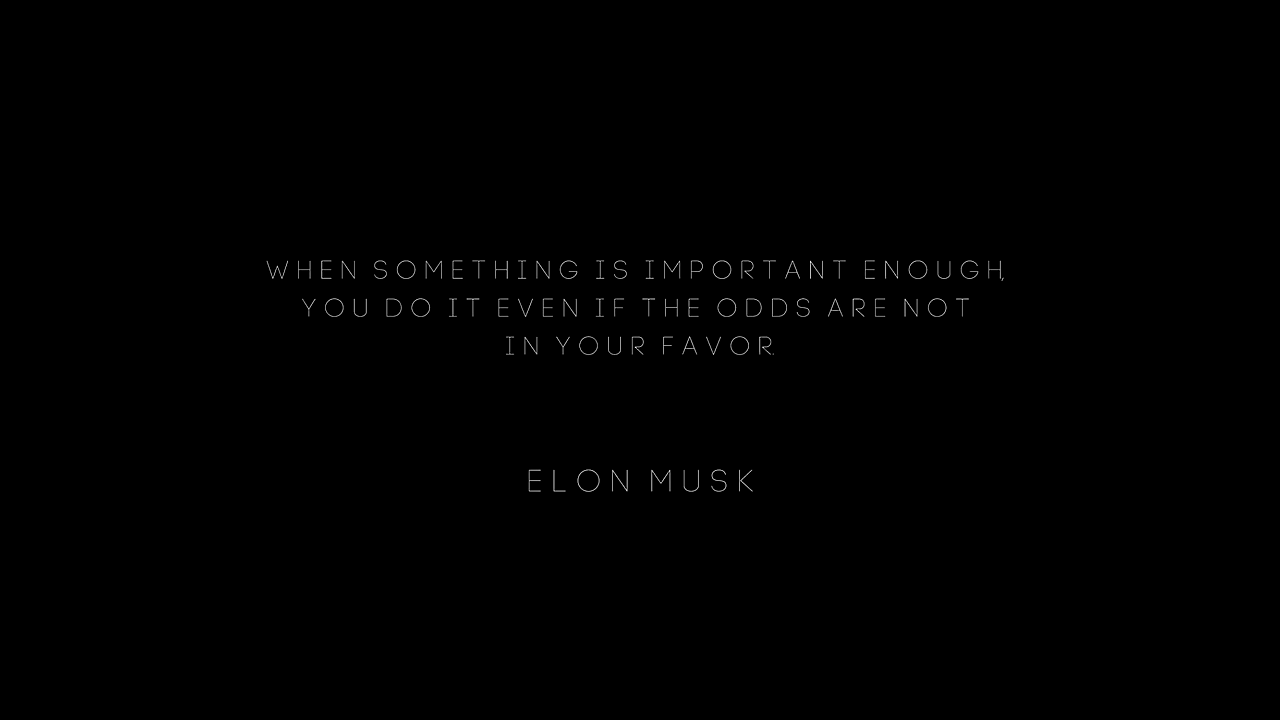 WHEN SOMETHING IS IMPORTANT ENOUGH,
YOU DO IT EVEN IF THE ODDS ARE NOT
IN YOUR FAVOR.
ELON MUSK